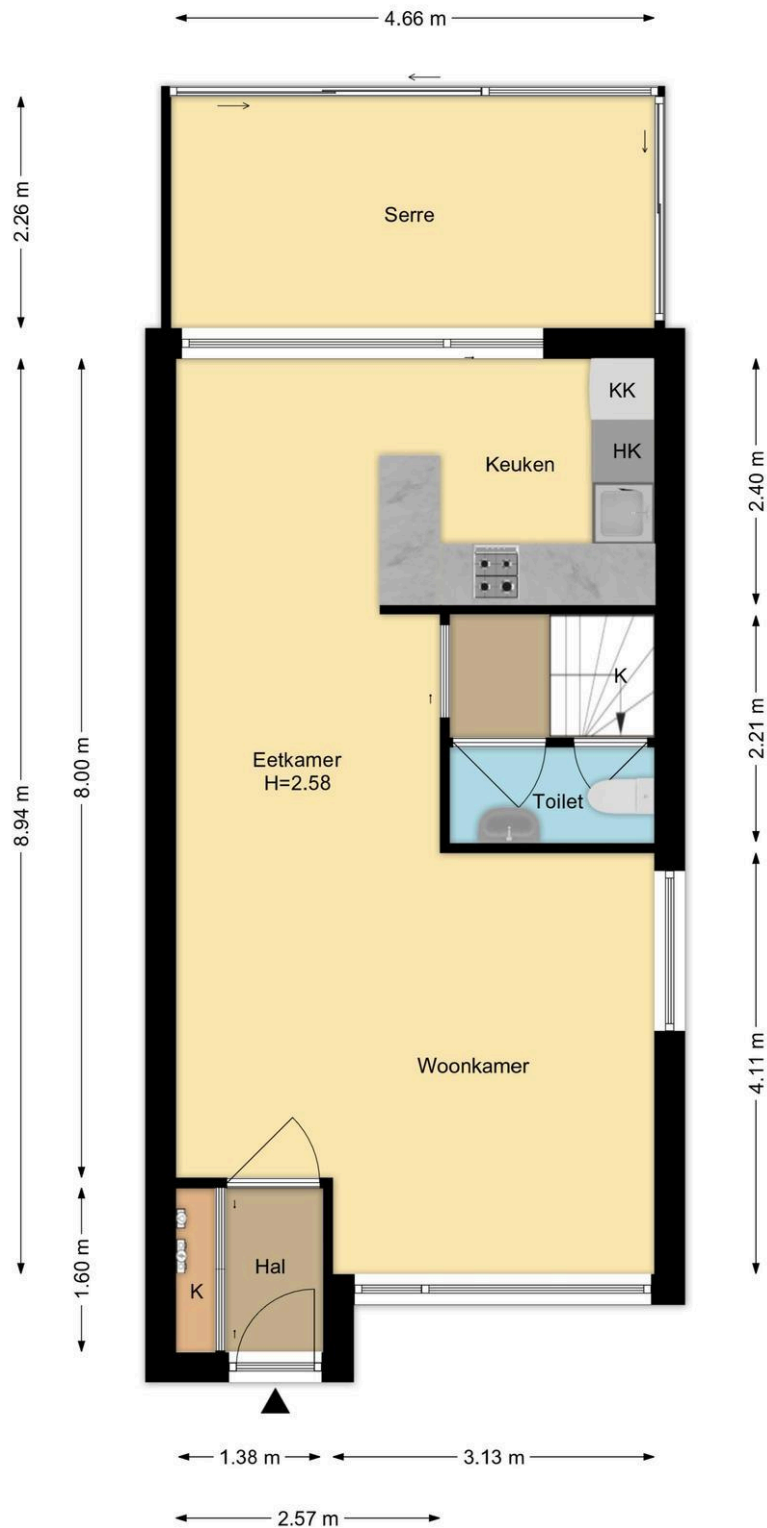 4.66 m
2.26 m
Serre
KK
HK
Keuken
2.40 m
K
2.21 m
Eetkamer
H=2.58
Toilet
8.00 m
8.94 m
Woonkamer
4.11 m
1.60 m
Hal
K
1.38 m
3.13 m
2.57 m